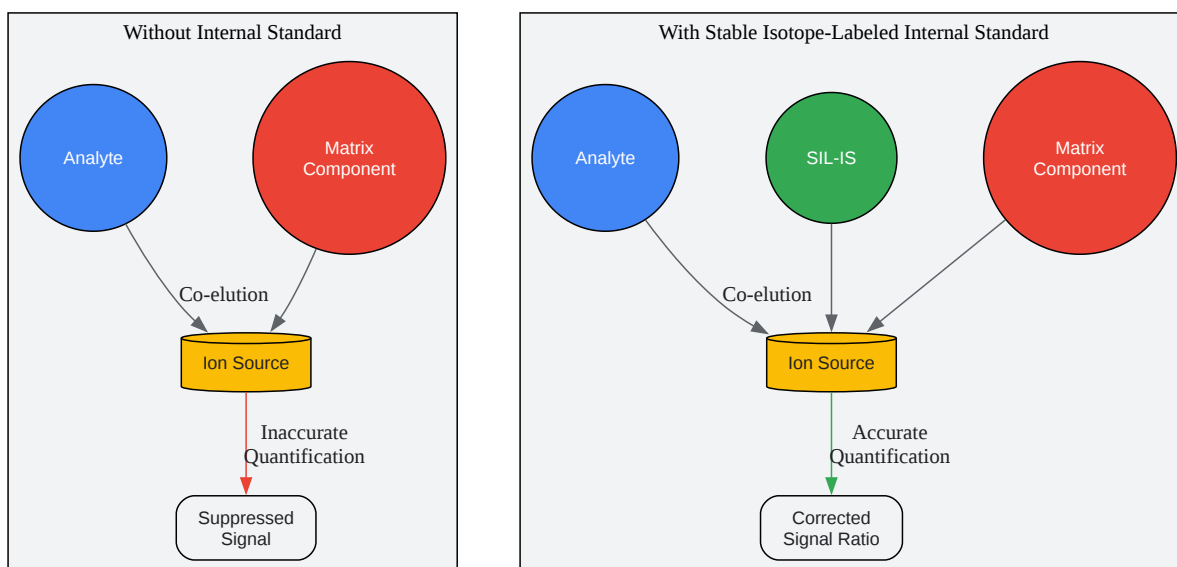 Without Internal Standard
Analyte
Matrix
Component
Co-elution
Ion Source
Inaccurate
Quantification
Suppressed
Signal
With Stable Isotope-Labeled Internal Standard
Analyte
SIL-IS
Matrix
Component
Co-elution
Ion Source
Accurate
Quantification
Corrected
Signal Ratio